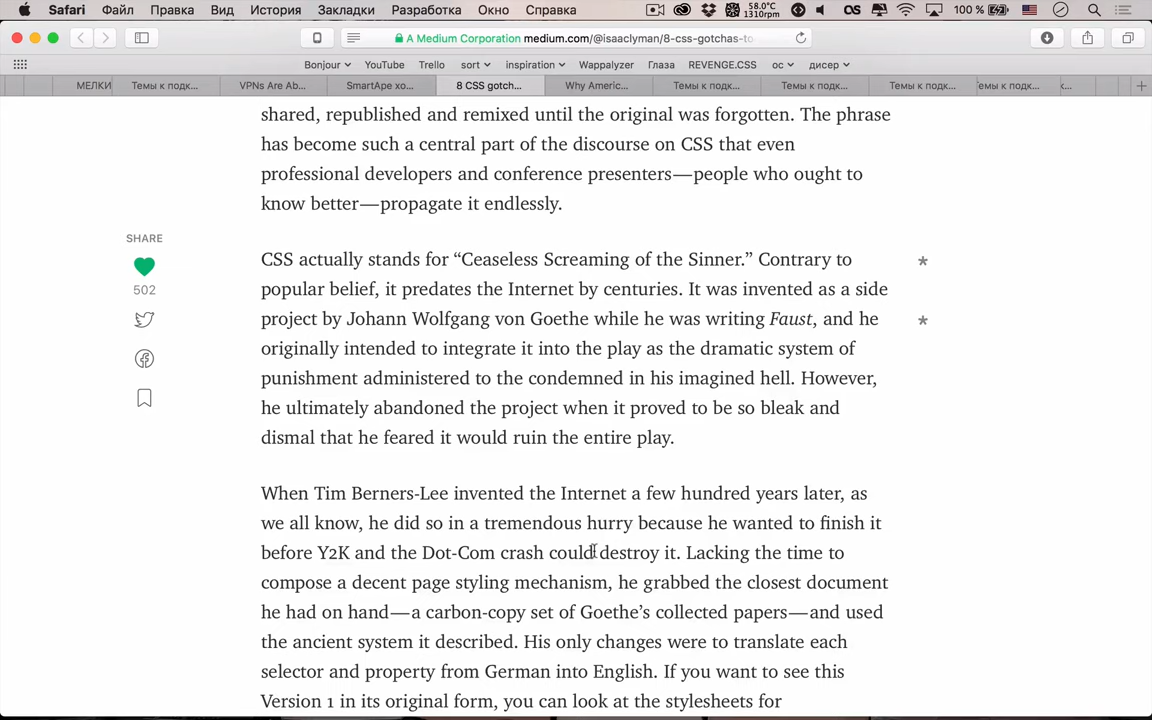 Safari Файл Правка Вид История Закладки Разработка Окно Справка 58.0°C 1310rpm 100 %
A Medium Corporation medium.com/@isaaclyman/8-css-gotchas-to-
Bonjour YouTube Trello sort inspiration Wappalyzer Глаза REVENGE.CSS ос дисер
МЕЛКИ Темы к подк... VPNs Are Ab... SmartApe хо... 8 CSS gotch... Why Americ... Темы к подк... Темы к подк... Темы к подк... емы к подк... к...
shared, republished and remixed until the original was forgotten. The phrase
has become such a central part of the discourse on CSS that even
professional developers and conference presenters—people who ought to
know better—propagate it endlessly.
SHARE
502
CSS actually stands for “Ceaseless Screaming of the Sinner.” Contrary to
popular belief, it predates the Internet by centuries. It was invented as a side
project by Johann Wolfgang von Goethe while he was writing Faust, and he
originally intended to integrate it into the play as the dramatic system of
punishment administered to the condemned in his imagined hell. However,
he ultimately abandoned the project when it proved to be so bleak and
dismal that he feared it would ruin the entire play.
*
*
When Tim Berners-Lee invented the Internet a few hundred years later, as
we all know, he did so in a tremendous hurry because he wanted to finish it
before Y2K and the Dot-Com crash could destroy it. Lacking the time to
compose a decent page styling mechanism, he grabbed the closest document
he had on hand—a carbon-copy set of Goethe’s collected papers—and used
the ancient system it described. His only changes were to translate each
selector and property from German into English. If you want to see this
Version 1 in its original form, you can look at the stylesheets for